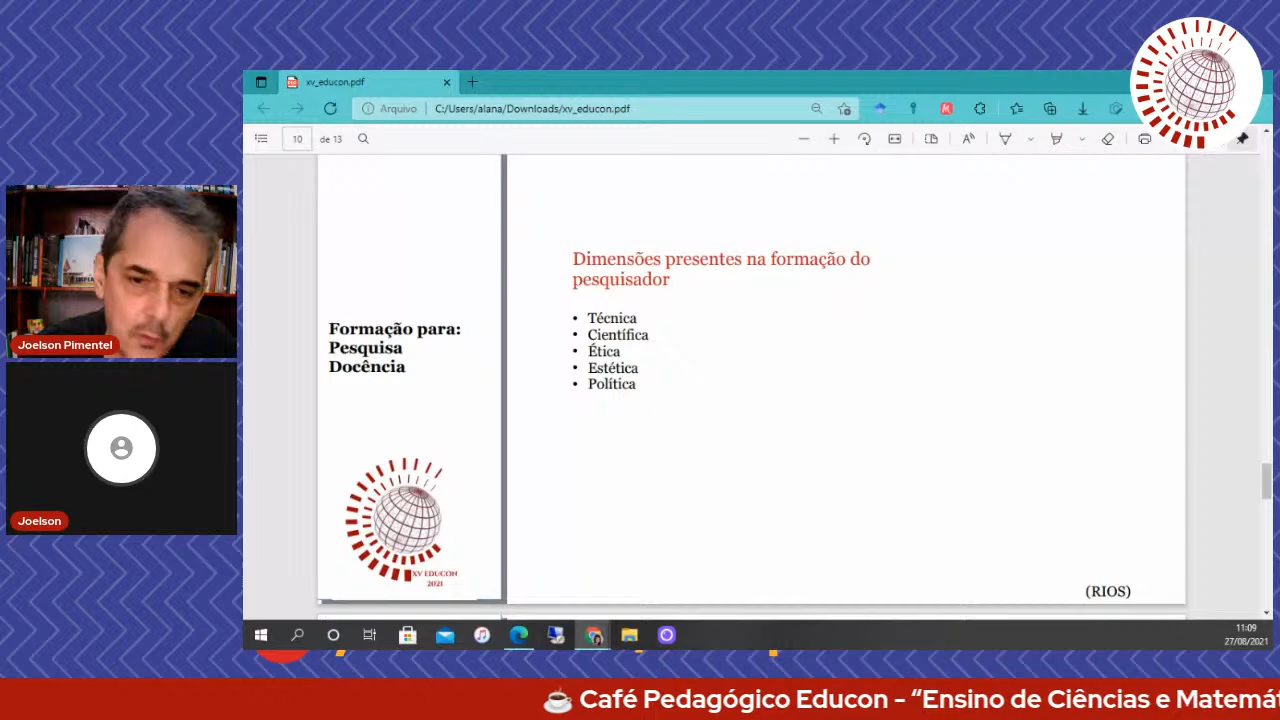 xv_educon.pdf
Arquivo
C:/Users/alana/Downloads/xv_educon.pdf
10
de 13
Joelson Pimentel
Joelson
Formação para:
Pesquisa
Docência
XV EDUCON
2021
Dimensões presentes na formação do
pesquisador
• Técnica
• Científica
• Ética
• Estética
• Política
(RIOS)
11:09
27/08/2021
Café Pedagógico Educon - “Ensino de Ciências e Matemát